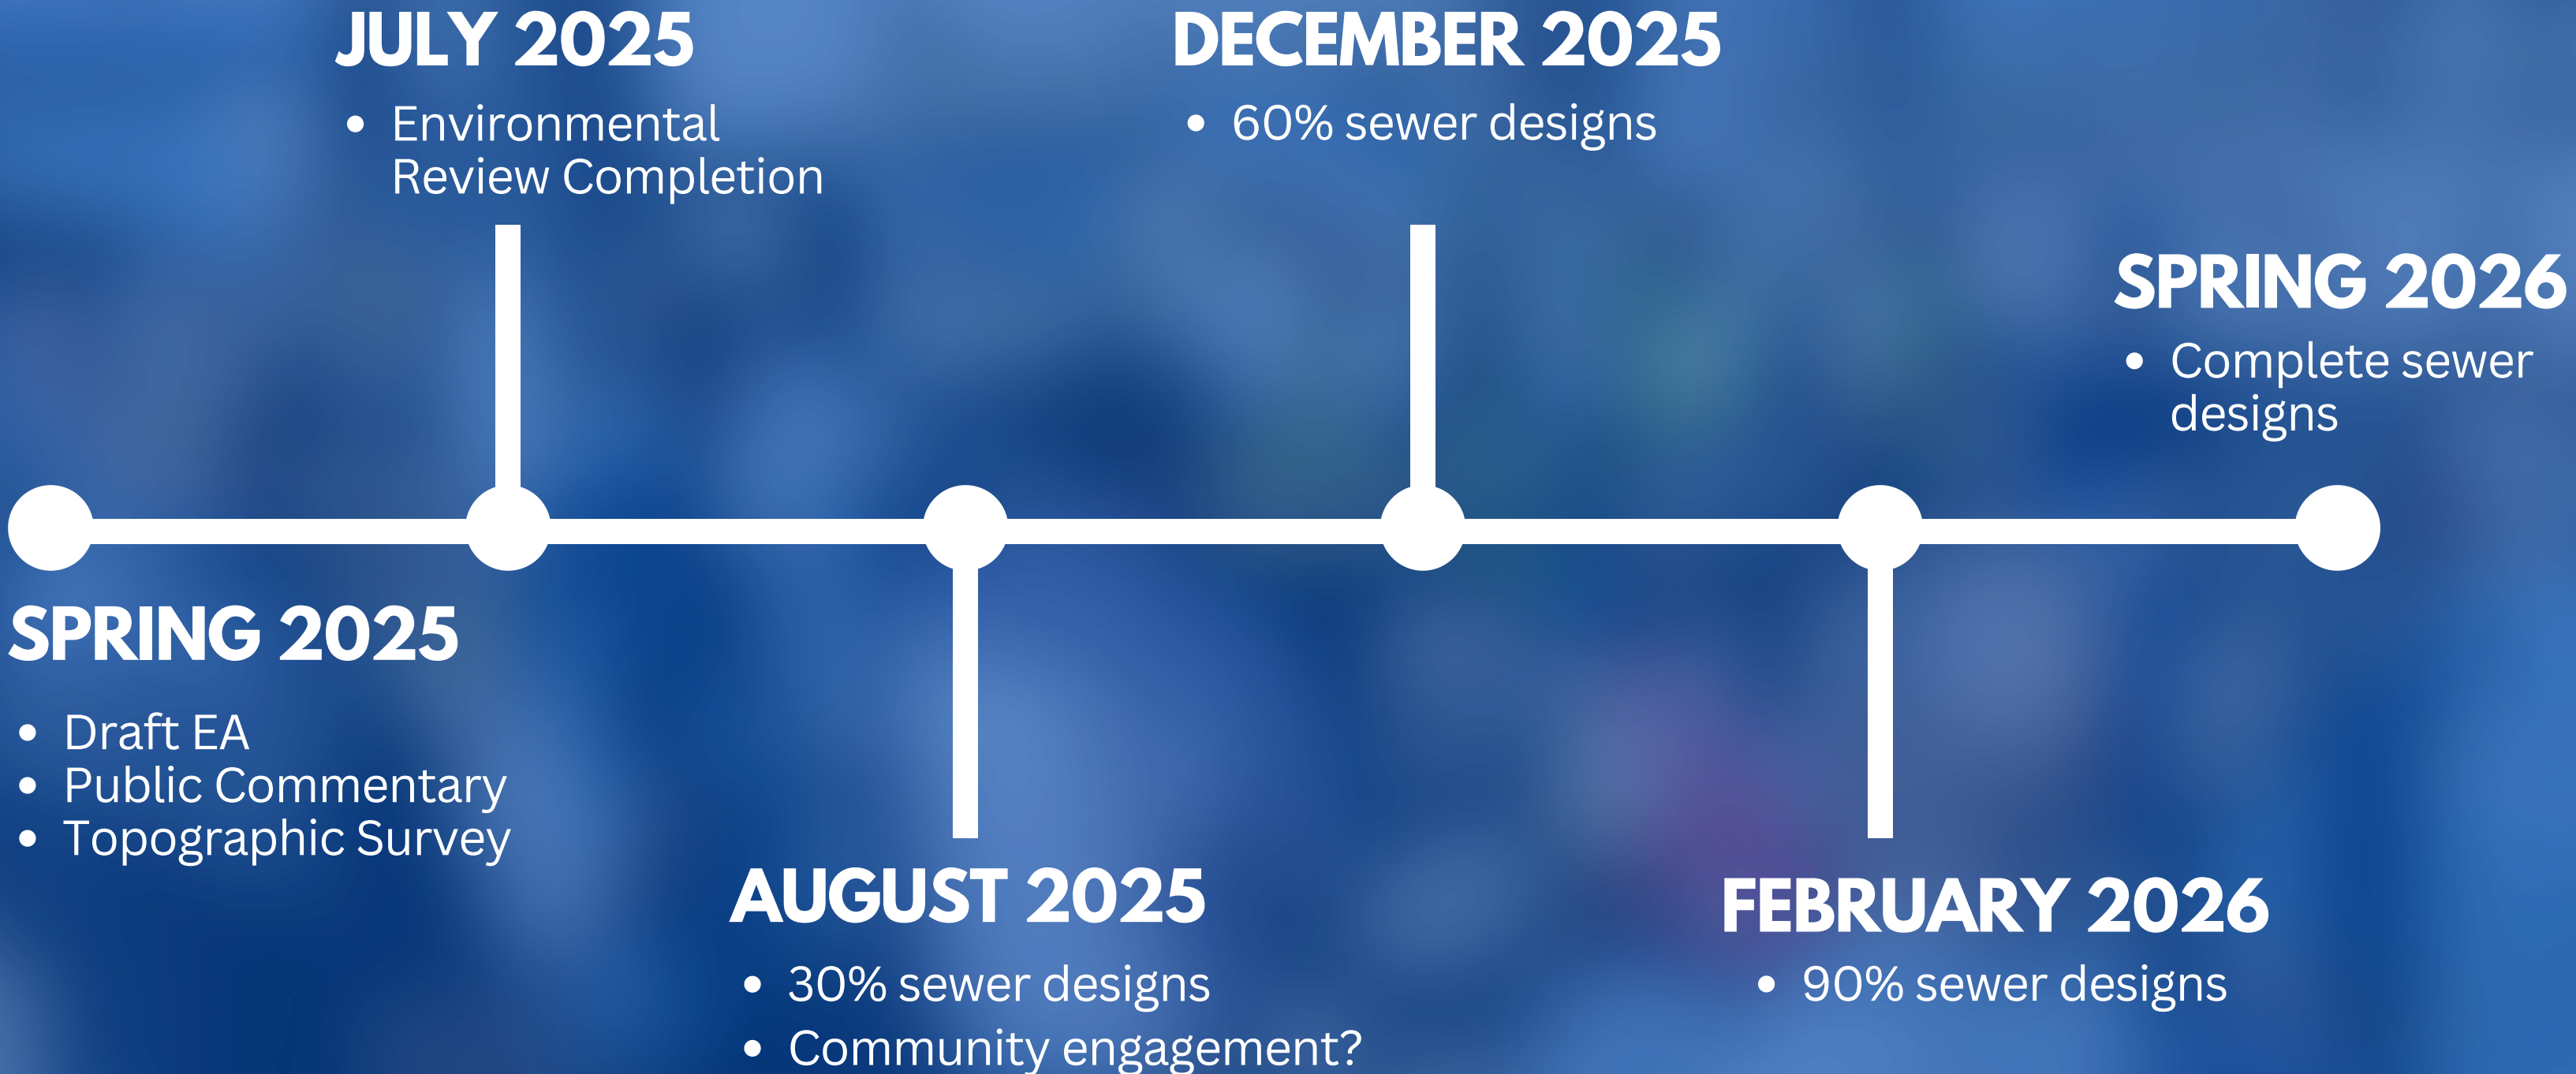 JULY 2025
• Environmental
Review Completion
DECEMBER 2025
• 60% sewer designs
SPRING 2026
• Complete sewer
designs
SPRING 2025
• Draft EA
• Public Commentary
• Topographic Survey
AUGUST 2025
• 30% sewer designs
• Community engagement?
FEBRUARY 2026
• 90% sewer designs